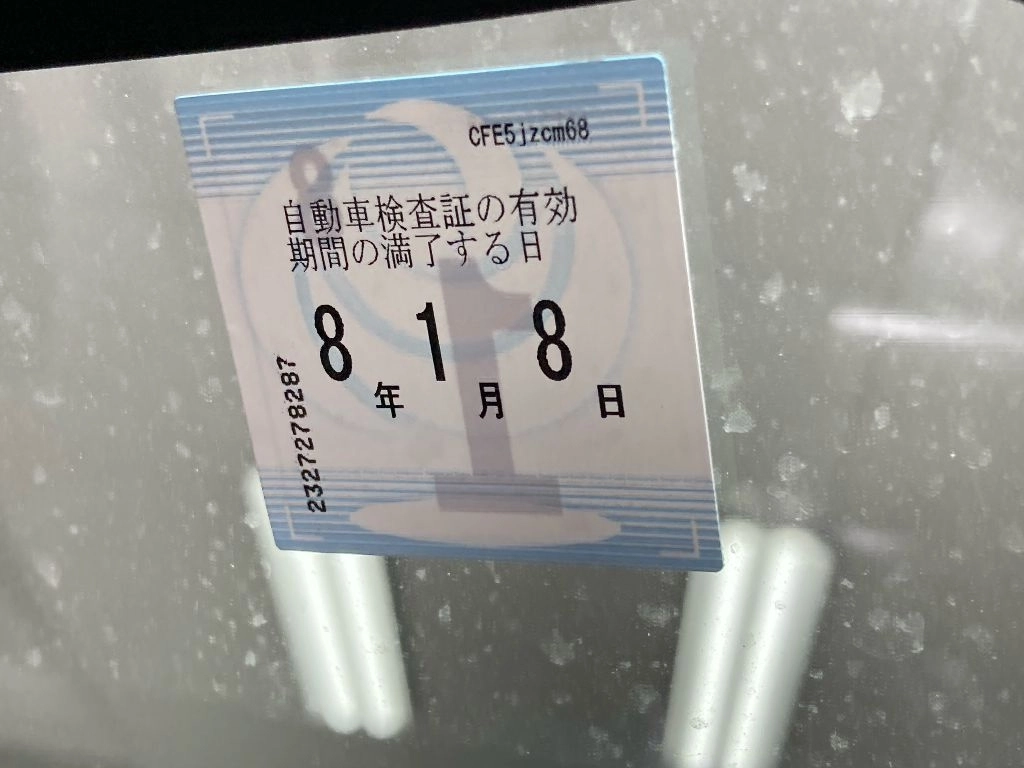 CFE5jzcm68
自動車検査証の有効
期間の満了する日
8年1月8日
2327278287